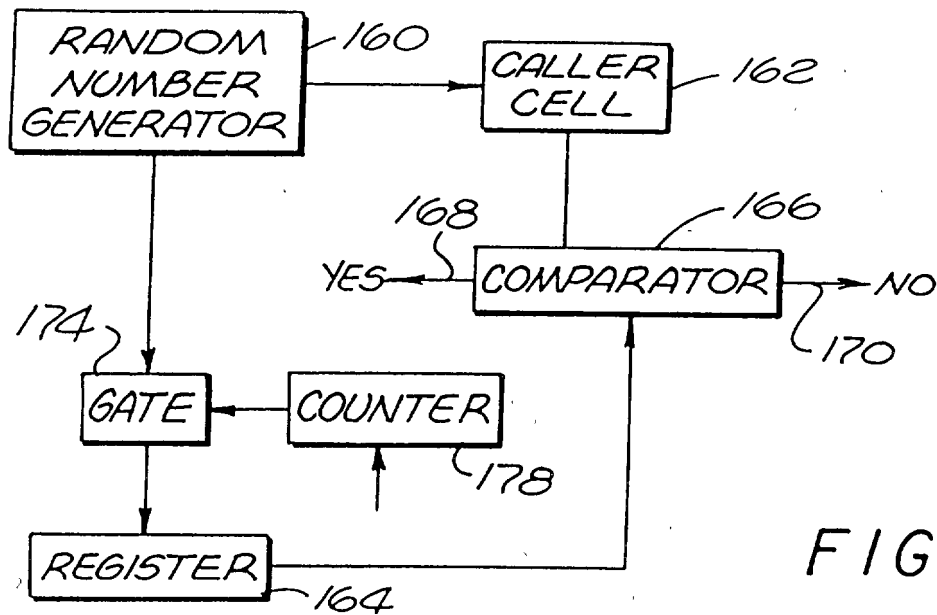 RANDOM
NUMBER
GENERATOR
160
CALLER
CELL
162
168
166
YES
COMPARATOR
NO
170
174
GATE
COUNTER
178
REGISTER
164
FIG